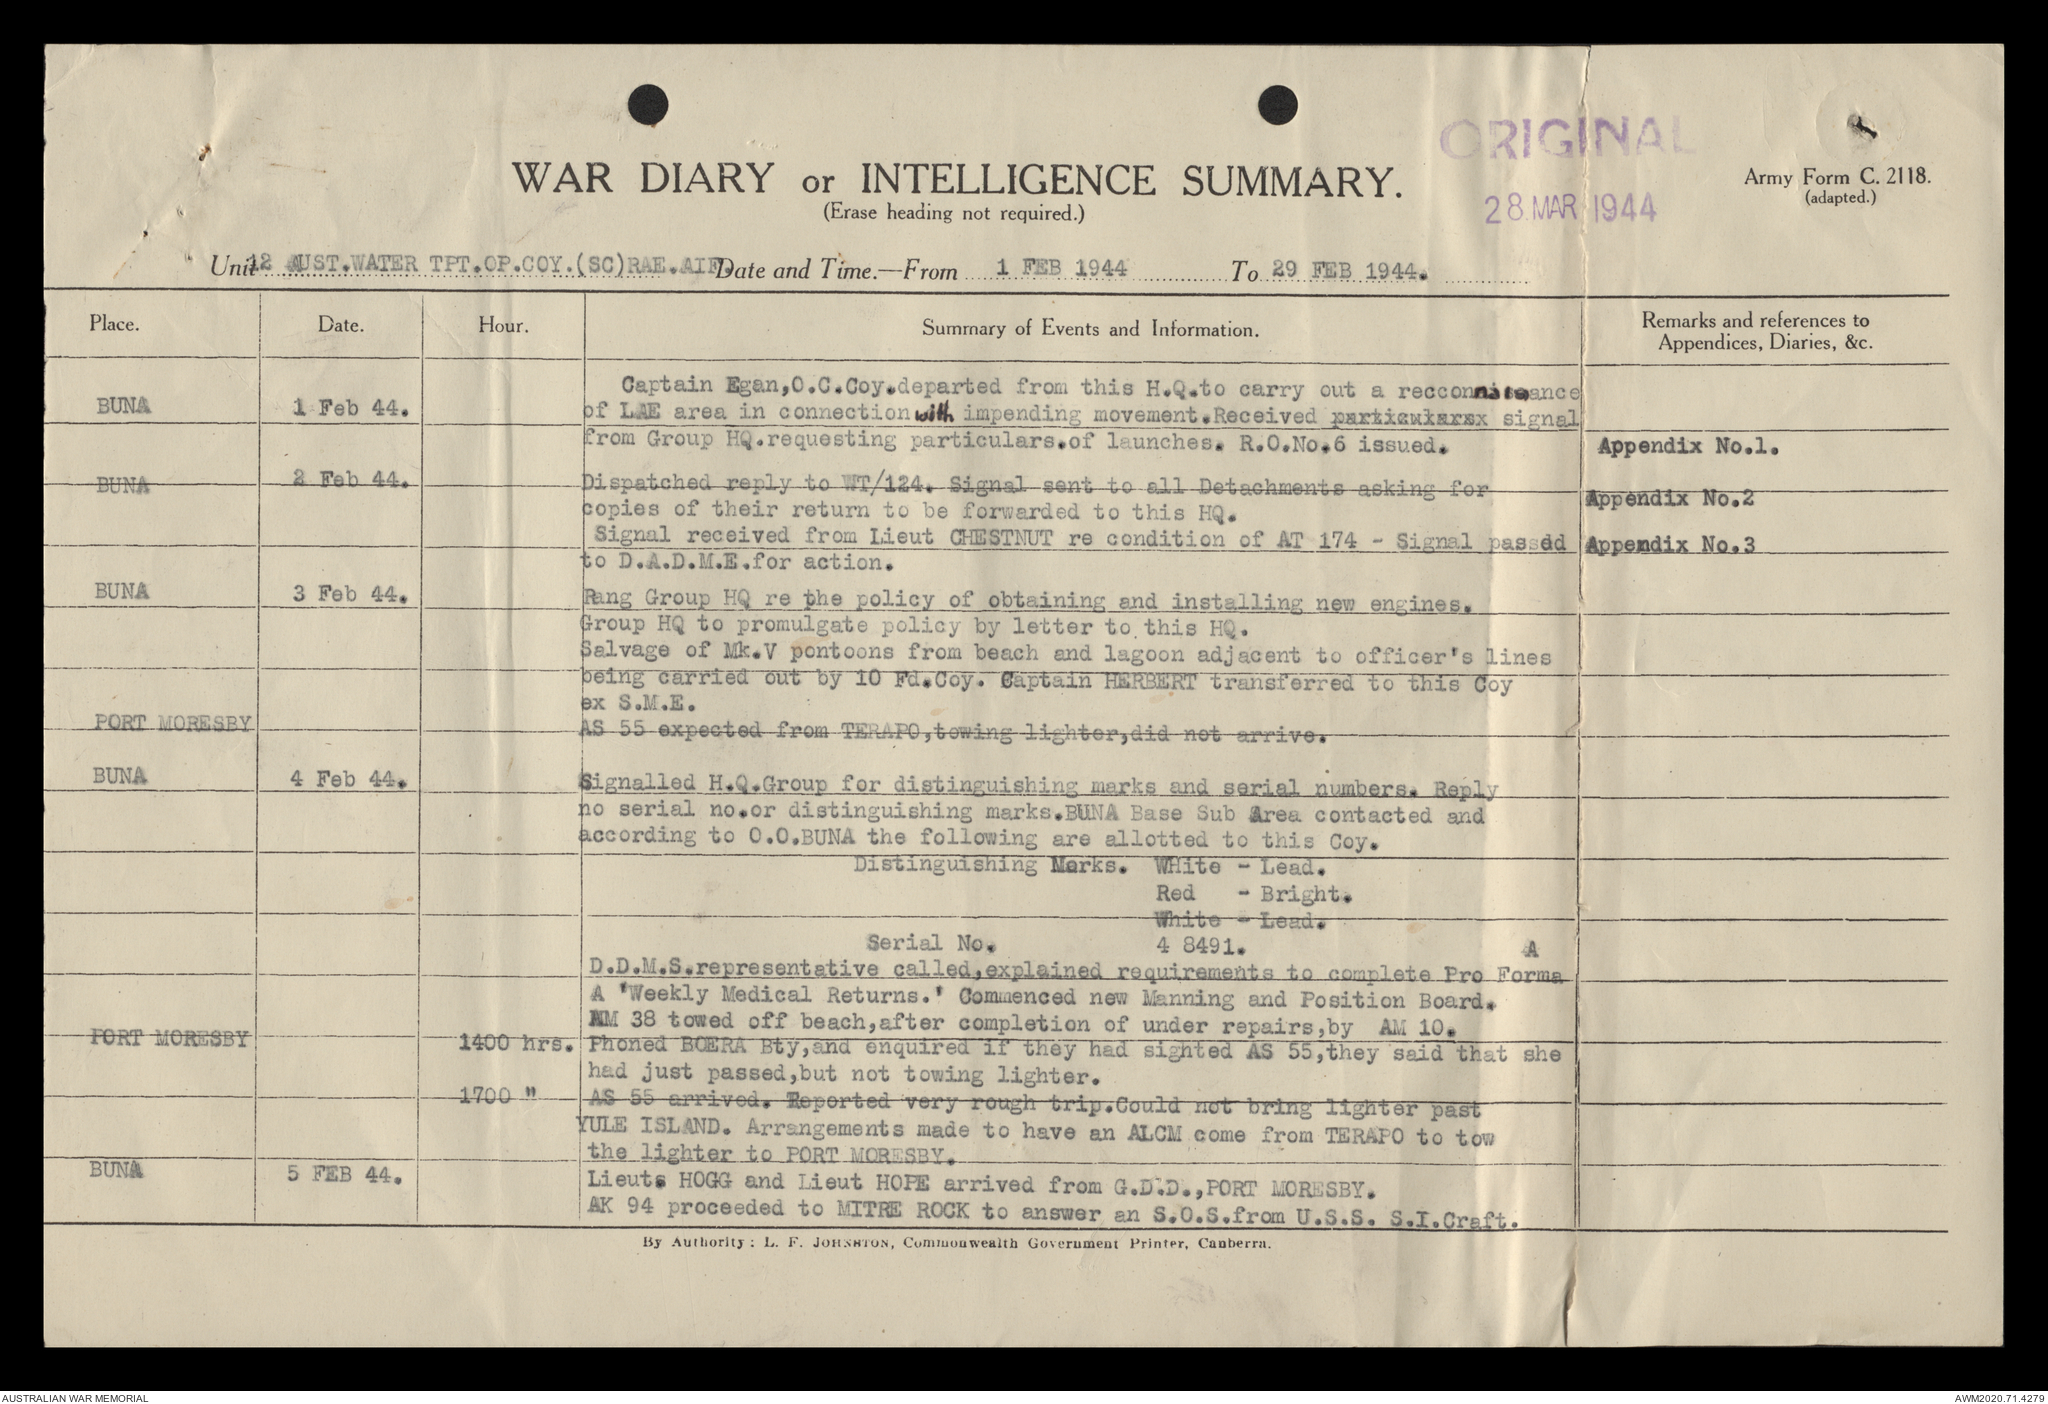 ORIGINAL
WAR DIARY or INTELLIGENCE SUMMARY.
Army Form C. 2118.
(Erase heading not required.)
(adapted.)
28 MAR 1944
Unit 12 AUST.WATER TPT.OP.COY.(SC)RAE.AIF. Date and Time.—From 1 FEB 1944 To 29 FEB 1944.
Place. Date. Hour. Summary of Events and Information. Remarks and references to
Appendices, Diaries, &c.
Captain Egan,O.C.Coy.departed from this H.Q.to carry out a
BUNA 1 Feb 44. of LAE area in connection with impending movement.Received particularsx signal
from Group HQ.requesting particulars.of launches. R.O.No.6 issued. Appendix No.1.
BUNA 2 Feb 44. Dispatched reply to WT/124. Signal sent to all Detachments asking for Appendix No.2
copies of their return to be forwarded to this HQ.
Signal received from Lieut CHESTNUT re condition of AT 174 - Signal passed Appendix No.3
to D.A.D.M.E.for action.
BUNA 3 Feb 44. Rang Group HQ re the policy of obtaining and installing new engines.
Group HQ to promulgate policy by letter to this HQ.
Salvage of Mk.V pontoons from beach and lagoon adjacent to officer's lines
being carried out by 10 Fd.Coy. Captain HERBERT transferred to this Coy
ex S.M.E.
PORT MORESBY AS 55 expected from TERAPO,towing lighter,did not arrive.
BUNA 4 Feb 44. Signalled H.Q.Group for distinguishing marks and serial numbers. Reply
no serial no.or distinguishing marks.BUNA Base Sub Area contacted and
according to O.O.BUNA the following are allotted to this Coy.
Distinguishing Marks. WHite - Lead.
Red - Bright.
White - Lead.
Serial No. 4 8491. A
D.D.M.S.representative called,explained requirements to complete Pro Forma
A 'Weekly Medical Returns.' Commenced new Manning and Position Board.
AM 38 towed off beach,after completion of under repairs,by AM 10.
PORT MORESBY 1400 hrs. Phoned BOERA Bty,and enquired if they had sighted AS 55,they said that she
had just passed,but not towing lighter.
1700 " AS 55 arrived. Reported very rough trip.Could not bring lighter past
YULE ISLAND. Arrangements made to have an ALCM come from TERAPO to tow
the lighter to PORT MORESBY.
BUNA 5 FEB 44. Lieuts HOGG and Lieut HOPE arrived from G.D.D.,PORT MORESBY.
AK 94 proceeded to MITRE ROCK to answer an S.O.S.from U.S.S. S.I.Craft.
By Authority: L. F. JOHNSTON, Commonwealth Government Printer, Canberra.
AUSTRALIAN WAR MEMORIAL
AWM2020.71.4279